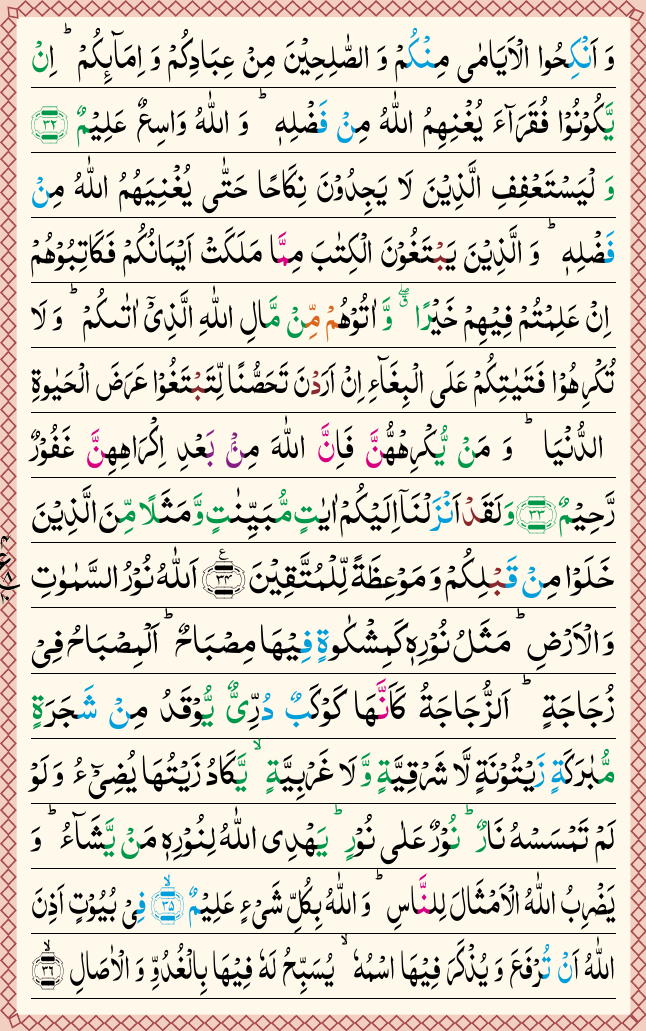 وَ اَنْكِحُوا الْاَیَامٰی مِنْكُمْ وَ الصّٰلِحِیْنَ مِنْ عِبَادِكُمْ وَ اِمَآىِٕكُمْ ؕ اِنْ
یَّكُوْنُوْا فُقَرَآءَ یُغْنِهِمُ اللّٰهُ مِنْ فَضْلِهٖ ؕ وَ اللّٰهُ وَاسِعٌ عَلِیْمٌ ﴿۳۲﴾
وَ لْیَسْتَعْفِفِ الَّذِیْنَ لَا یَجِدُوْنَ نِكَاحًا حَتّٰی یُغْنِیَهُمُ اللّٰهُ مِنْ
فَضْلِهٖ ؕ وَ الَّذِیْنَ یَبْتَغُوْنَ الْكِتٰبَ مِمَّا مَلَكَتْ اَیْمَانُكُمْ فَكَاتِبُوْهُمْ
اِنْ عَلِمْتُمْ فِیْهِمْ خَیْرًا ۖۗ وَّ اٰتُوْهُمْ مِّنْ مَّالِ اللّٰهِ الَّذِیْۤ اٰتٰىكُمْ ؕ وَ لَا
تُكْرِهُوْا فَتَیٰتِكُمْ عَلَی الْبِغَآءِ اِنْ اَرَدْنَ تَحَصُّنًا لِّتَبْتَغُوْا عَرَضَ الْحَیٰوةِ
الدُّنْیَا ؕ وَ مَنْ یُّكْرِهْهُّنَّ فَاِنَّ اللّٰهَ مِنْۢ بَعْدِ اِكْرَاهِهِنَّ غَفُوْرٌ
رَّحِیْمٌ ﴿۳۳﴾ وَ لَقَدْ اَنْزَلْنَاۤ اِلَیْكُمْ اٰیٰتٍ مُّبَیِّنٰتٍ وَّ مَثَلًا مِّنَ الَّذِیْنَ
خَلَوْا مِنْ قَبْلِكُمْ وَ مَوْعِظَةً لِّلْمُتَّقِیْنَ ﴿۳۴﴾ اَللّٰهُ نُوْرُ السَّمٰوٰتِ
وَ الْاَرْضِ ؕ مَثَلُ نُوْرِهٖ كَمِشْكٰوةٍ فِیْهَا مِصْبَاحٌ ؕ اَلْمِصْبَاحُ فِیْ
زُجَاجَةٍ ؕ اَلزُّجَاجَةُ كَاَنَّهَا كَوْكَبٌ دُرِّیٌّ یُّوْقَدُ مِنْ شَجَرَةٍ
مُّبٰرَكَةٍ زَیْتُوْنَةٍ لَّا شَرْقِیَّةٍ وَّ لَا غَرْبِیَّةٍ ۙ یَّكَادُ زَیْتُهَا یُضِیْٓءُ وَ لَوْ
لَمْ تَمْسَسْهُ نَارٌ ؕ نُوْرٌ عَلٰی نُوْرٍ ؕ یَهْدِی اللّٰهُ لِنُوْرِهٖ مَنْ یَّشَآءُ ؕ وَ
یَضْرِبُ اللّٰهُ الْاَمْثَالَ لِلنَّاسِ ؕ وَ اللّٰهُ بِكُلِّ شَیْءٍ عَلِیْمٌ ﴿ۙ۳۵﴾ فِیْ بُیُوْتٍ اَذِنَ
اللّٰهُ اَنْ تُرْفَعَ وَ یُذْكَرَ فِیْهَا اسْمُهٗ ۙ یُسَبِّحُ لَهٗ فِیْهَا بِالْغُدُوِّ وَ الْاٰصَالِ ﴿ۙ۳۶﴾